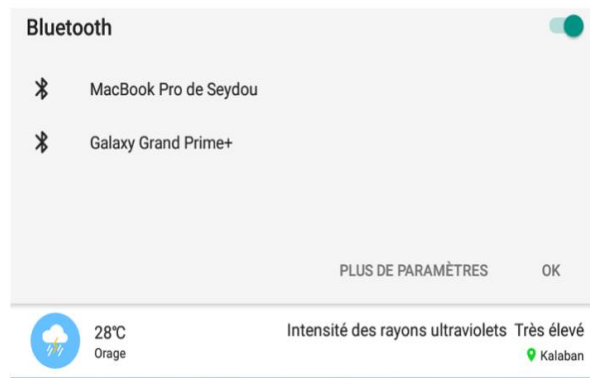 Bluetooth
MacBook Pro de Seydou
Galaxy Grand Prime+
PLUS DE PARAMÈTRES OK
28°C Intensité des rayons ultraviolets Très élevé
Orage Kalaban